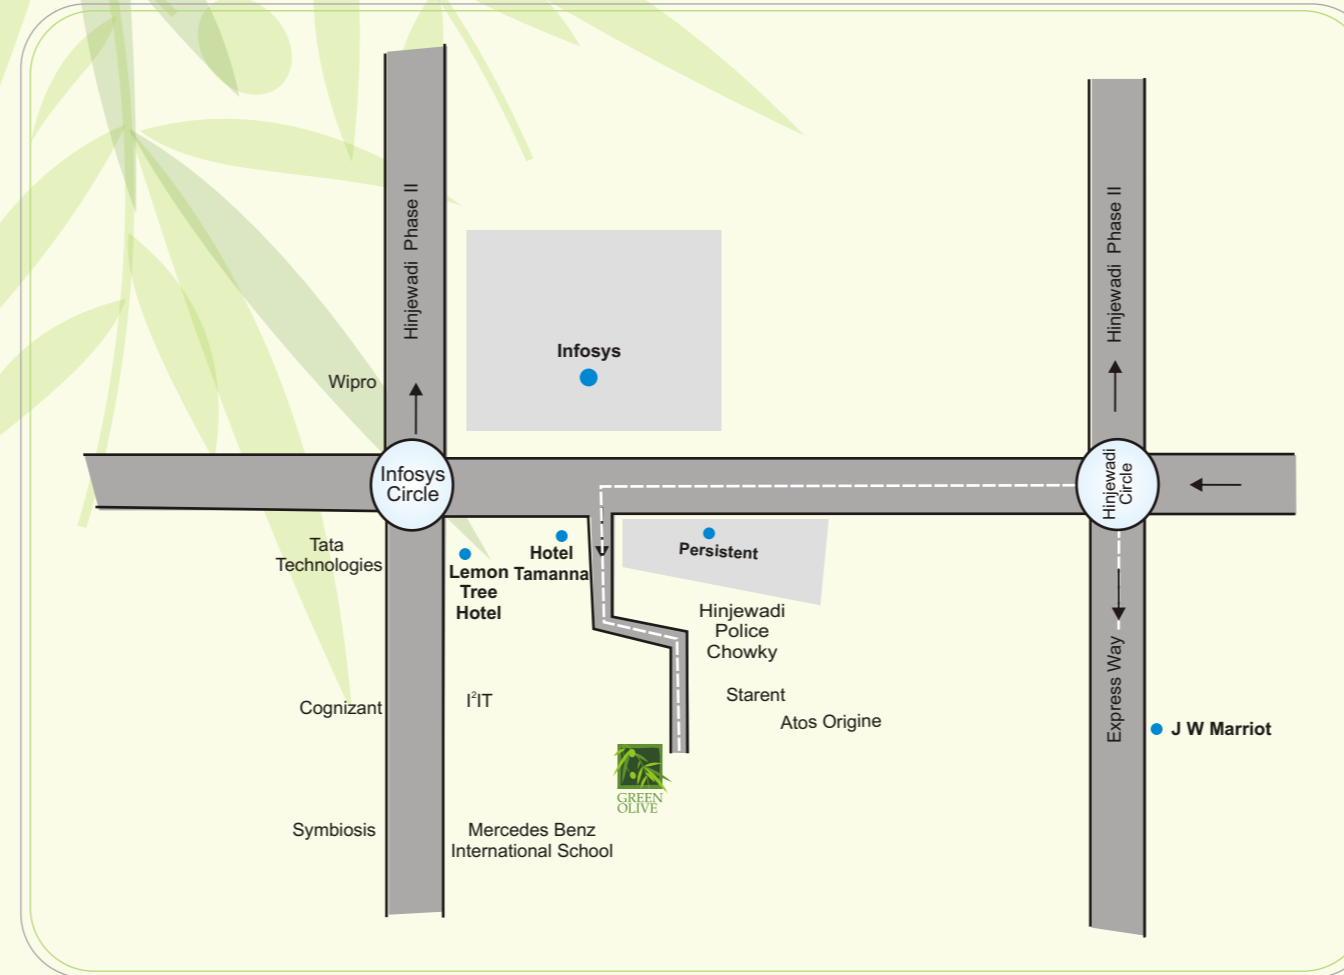 Hinjewadi Phase II
Hinjewadi Phase II
Infosys
Wipro
Infosys
Circle
Hinjewadi
Circle
Tata
Technologies
Lemon
Tree
Hotel
Hotel
Tamanna
Persistent
Hinjewadi
Police
Chowky
Express Way
Cognizant
I²IT
Starent
Atos Origine
J W Marriot
GREEN
OLIVE
Symbiosis
Mercedes Benz
International School